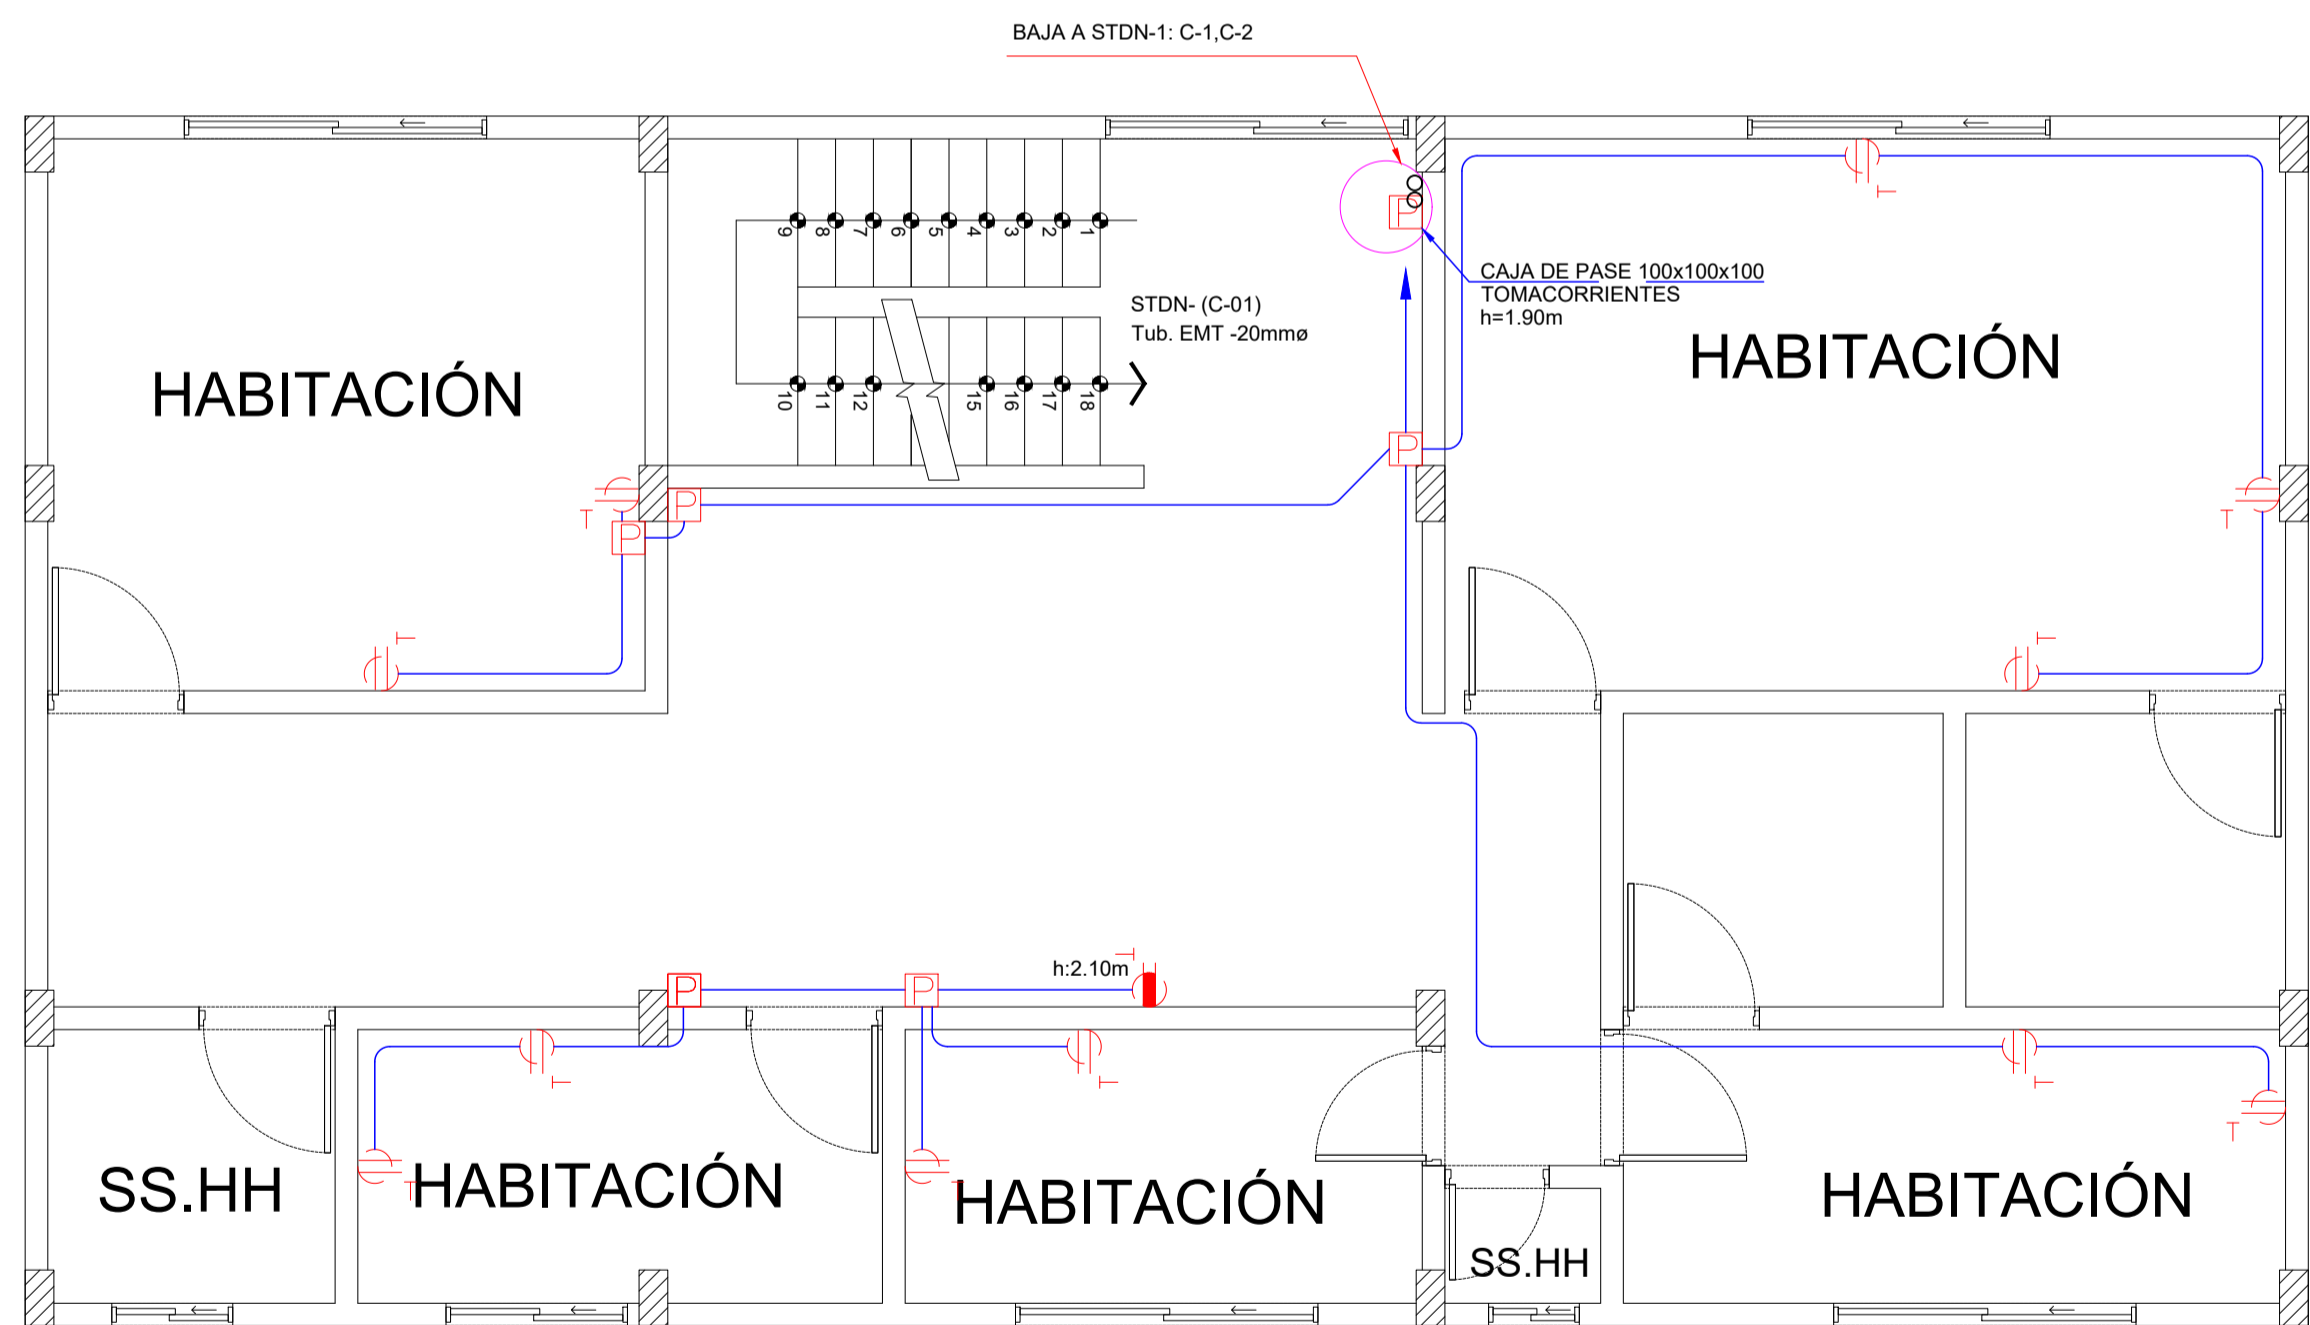 BAJA A STDN-1: C-1,C-2
T
9 8 7 6 5 4 3 2 1
P
CAJA DE PASE 100x100x100
TOMACORRIENTES
h=1.90m
STDN- (C-01)
Tub. EMT -20mmø
HABITACIÓN
HABITACIÓN
10 11 12 15 16 17 18
P
P
T
T
P
T
T
h:2.10m
T
P
P
T
T
T
T
T
T
SS.HH
HABITACIÓN
HABITACIÓN
HABITACIÓN
SS.HH